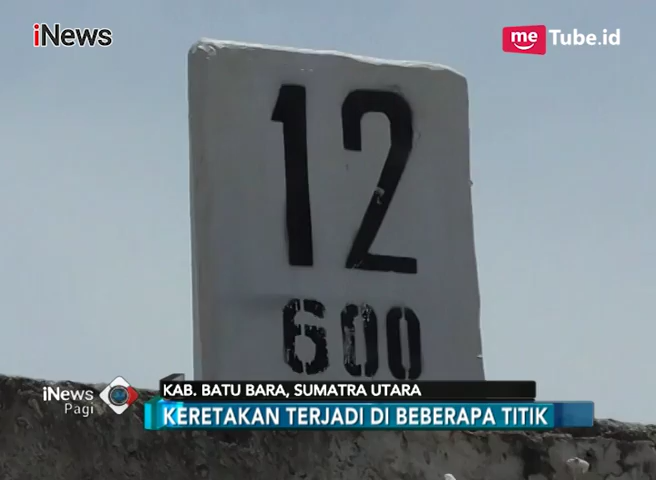 iNews
meTube.id
12
600
iNews
Pagi
KAB. BATU BARA, SUMATRA UTARA
KERETAKAN TERJADI DI BEBERAPA TITIK